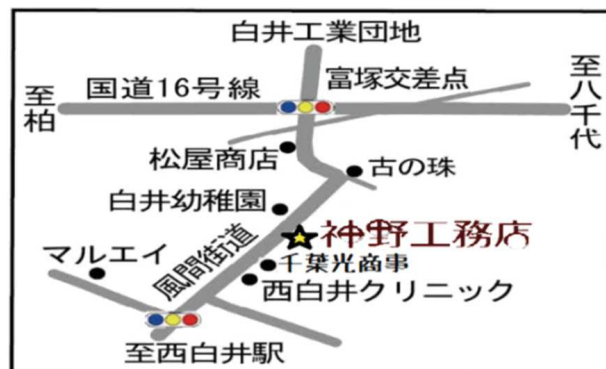 白井工業団地
国道16号線
富塚交差点
至柏
至八千代
松屋商店
古の珠
白井幼稚園
神野工務店
風間街道
マルエイ
千葉光商事
西白井クリニック
至西白井駅